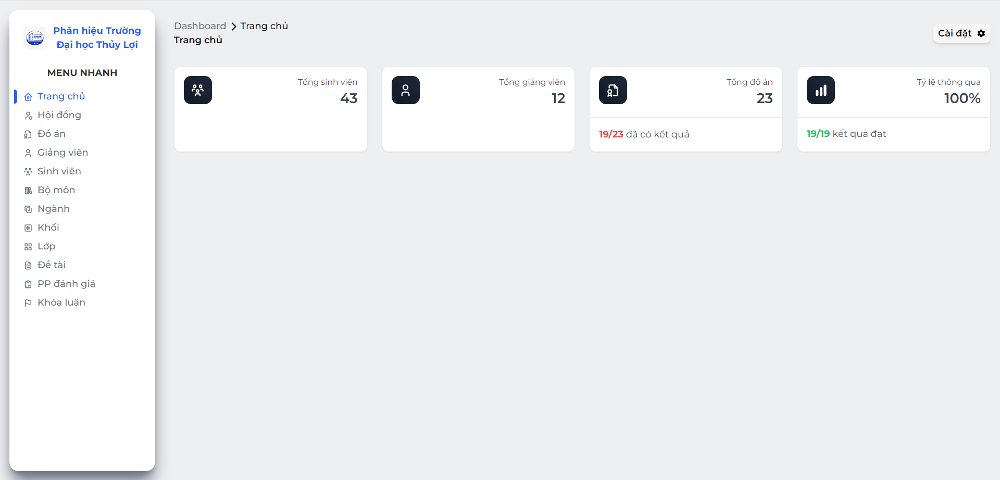 Phân hiệu Trường
Đại học Thủy Lợi
MENU NHANH
Trang chủ
Hội đồng
Đồ án
Giảng viên
Sinh viên
Bộ môn
Ngành
Khối
Lớp
Đề tài
PP đánh giá
Khóa luận
Dashboard Trang chủ
Trang chủ
Cài đặt
Tổng sinh viên
43
Tổng giảng viên
12
Tổng đồ án
23
19/23 đã có kết quả
Tỷ lệ thông qua
100%
19/19 kết quả đạt